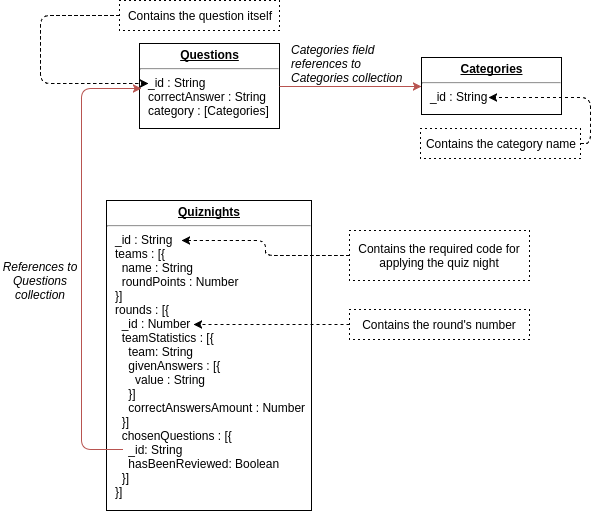 Contains the question itself
Questions
_id : String
correctAnswer : String
category : [Categories]
Categories field
references to
Categories collection
Categories
_id : String
Contains the category name
Quiznights
_id : String
teams : [{
name : String
roundPoints : Number
}]
rounds : [{
_id : Number
teamStatistics : [{
team: String
givenAnswers : [{
value : String
}]
correctAnswersAmount : Number
}]
chosenQuestions : [{
_id: String
hasBeenReviewed: Boolean
}]
}]
References to
Questions
collection
Contains the required code for
applying the quiz night
Contains the round's number